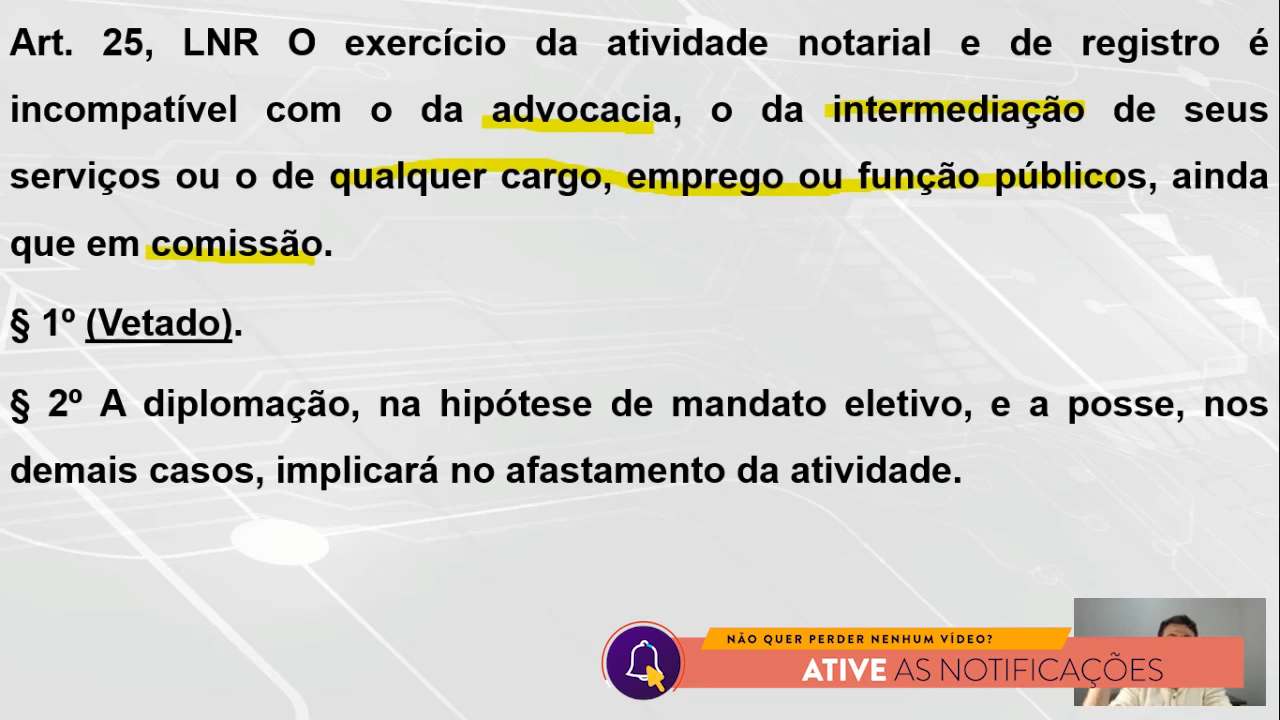 Art. 25, LNR O exercício da atividade notarial e de registro é
incompatível com o da advocacia, o da intermediação de seus
serviços ou o de qualquer cargo, emprego ou função públicos, ainda
que em comissão.
§ 1º (Vetado).
§ 2º A diplomação, na hipótese de mandato eletivo, e a posse, nos
demais casos, implicará no afastamento da atividade.
NÃO QUER PERDER NENHUM VÍDEO?
ATIVE AS NOTIFICAÇÕES